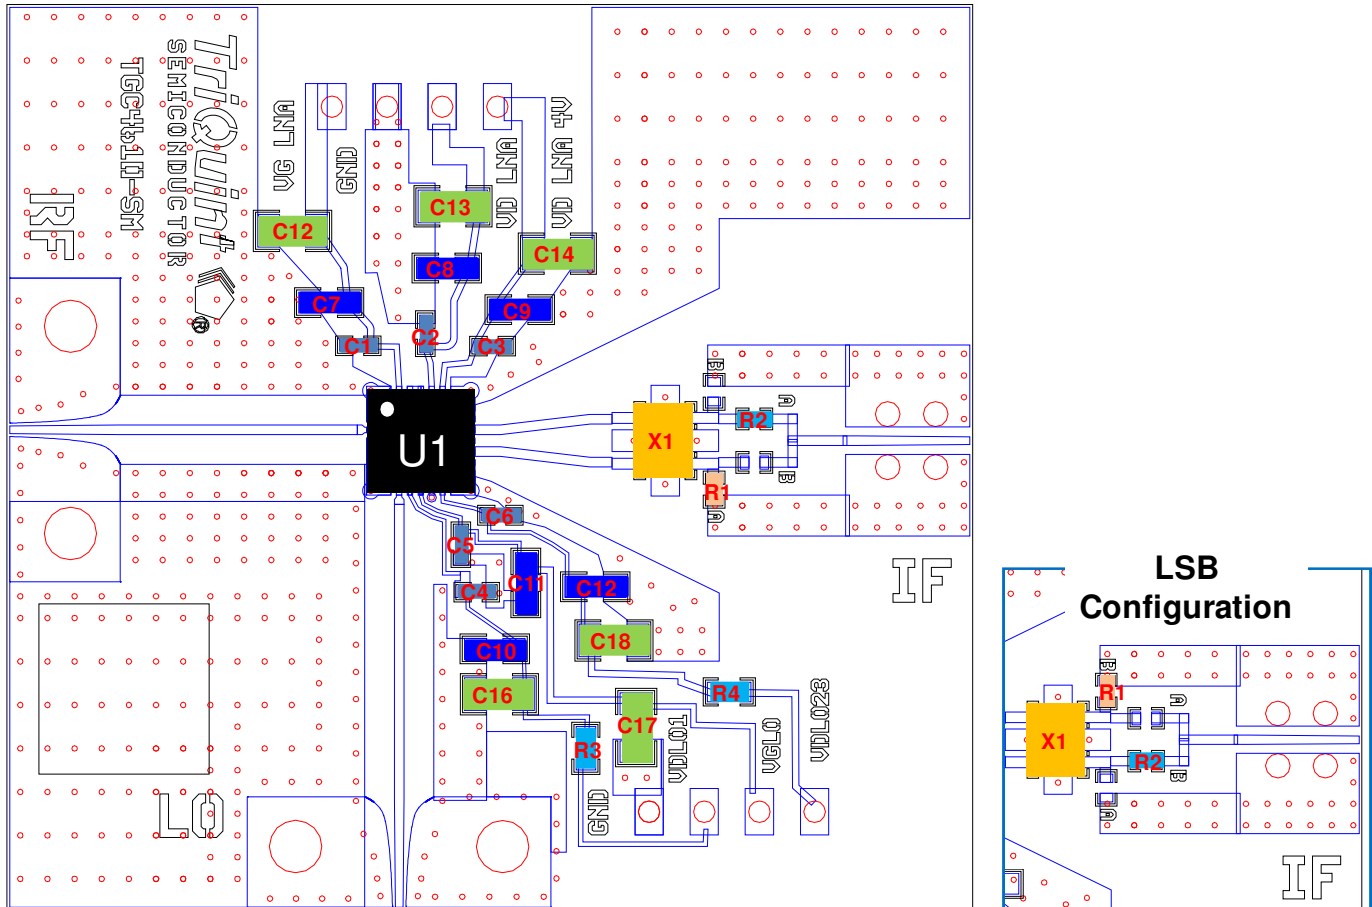 TriQuint
SEMICONDUCTOR
TGC4410-SM
IRF
®
VG LNA
GND
VD LNA
VD LNA 4V
C12
C13
C14
C7
C8
C9
C1
C2
C3
U1
X1
B
A
R2
R1
B
A
IF
C6
C5
C4
C11
C12
C10
C18
C16
C17
R3
R4
GND
VDLO1
VGLO
VDLO23
LO
LSB
Configuration
B
R1
A
X1
R2
A
B
IF